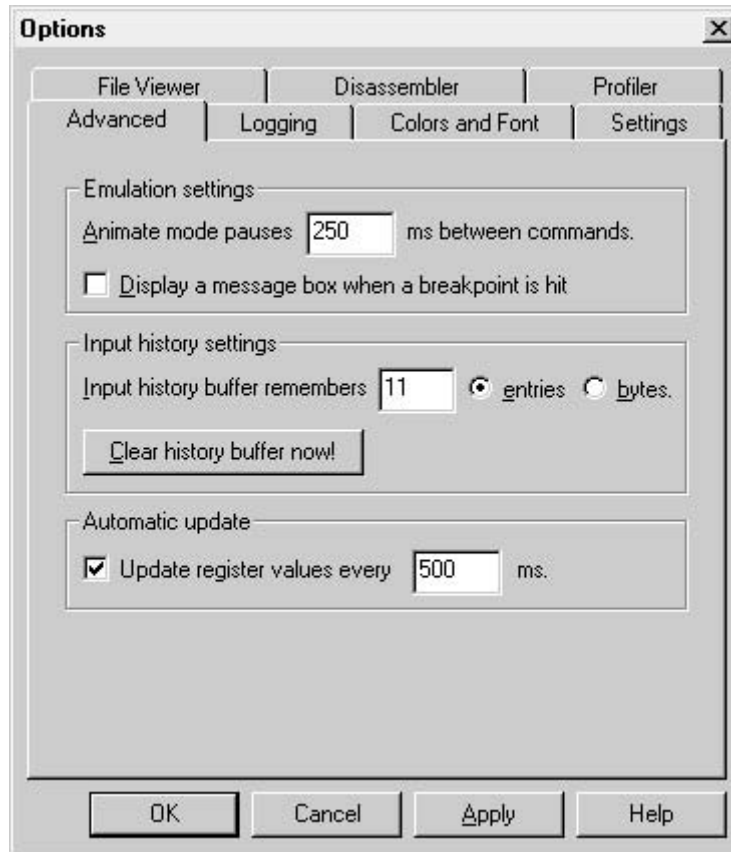 Options
File Viewer Disassembler Profiler
Advanced Logging Colors and Font Settings
Emulation settings
Animate mode pauses 250 ms between commands.
Display a message box when a breakpoint is hit
Input history settings
Input history buffer remembers 11 entries bytes.
Clear history buffer now!
Automatic update
Update register values every 500 ms.
OK Cancel Apply Help